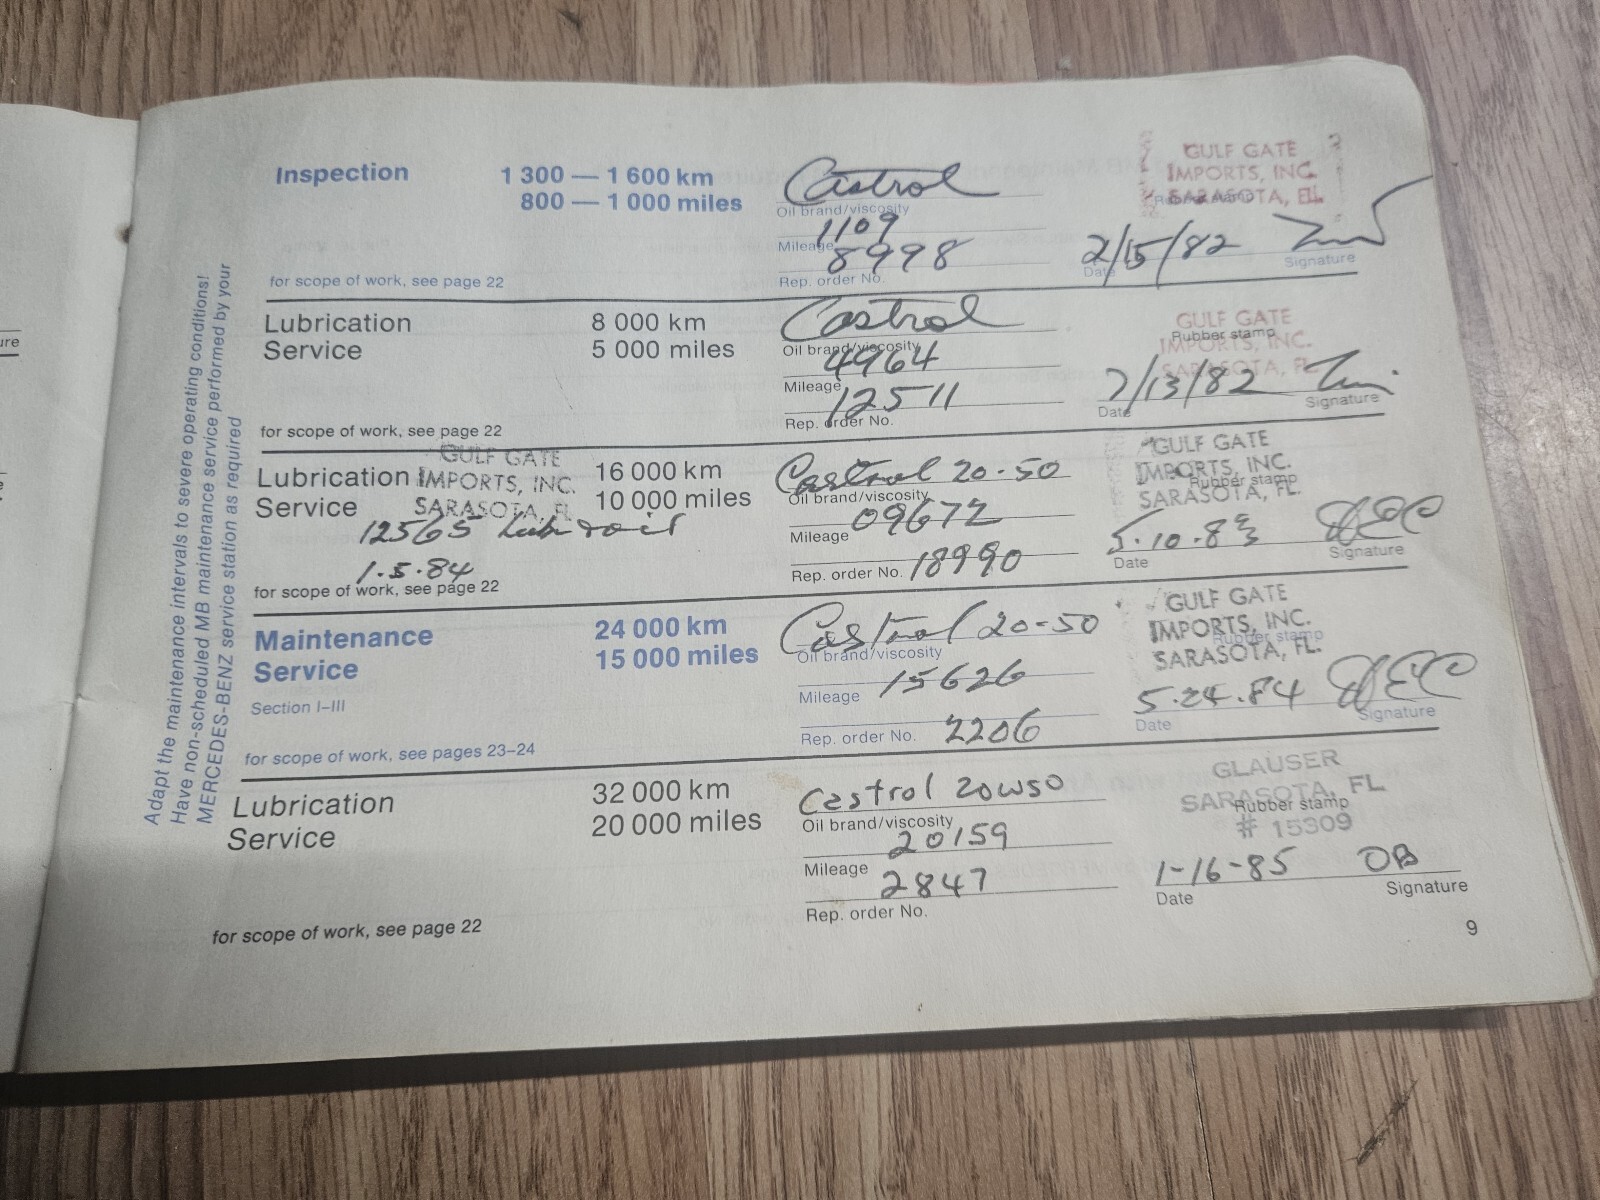 Adapt the maintenance intervals to severe operating conditions!
Have non-scheduled MB maintenance service performed by your
MERCEDES-BENZ service station as required
ure
Inspection
1 300 — 1 600 km
800 — 1 000 miles
for scope of work, see page 22
Castrol
Oil brand/viscosity
1109
Mileage
8998
Rep. order No.
GULF GATE
IMPORTS, INC.
SARASOTA, FL
2/15/82
Date
Signature
Lubrication
Service
8 000 km
5 000 miles
for scope of work, see page 22
Castrol
Oil brand/viscosity
4964
Mileage
12511
Rep. order No.
GULF GATE
Rubber stamp
IMPORTS, INC.
SARASOTA, FL
7/13/82
Date
Signature
Lubrication
Service
GULF GATE
IMPORTS, INC.
SARASOTA, FL
16 000 km
10 000 miles
12565 Lub & oil
1.5.84
for scope of work, see page 22
Castrol 20-50
Oil brand/viscosity
09672
Mileage
Rep. order No. 18990
GULF GATE
IMPORTS, INC.
Rubber stamp
SARASOTA, FL.
5.10.83
Date
Signature
Maintenance
Service
Section I–III
24 000 km
15 000 miles
for scope of work, see pages 23–24
Castrol 20-50
Oil brand/viscosity
Mileage 15626
Rep. order No. 2206
GULF GATE
IMPORTS, INC.
Rubber stamp
SARASOTA, FL.
5.24.84
Date
Signature
Lubrication
Service
32 000 km
20 000 miles
for scope of work, see page 22
Castrol 20W50
Oil brand/viscosity
20159
Mileage
2847
Rep. order No.
GLAUSER
SARASOTA, FL
Rubber stamp
# 15309
1-16-85
Date
OB
Signature
9